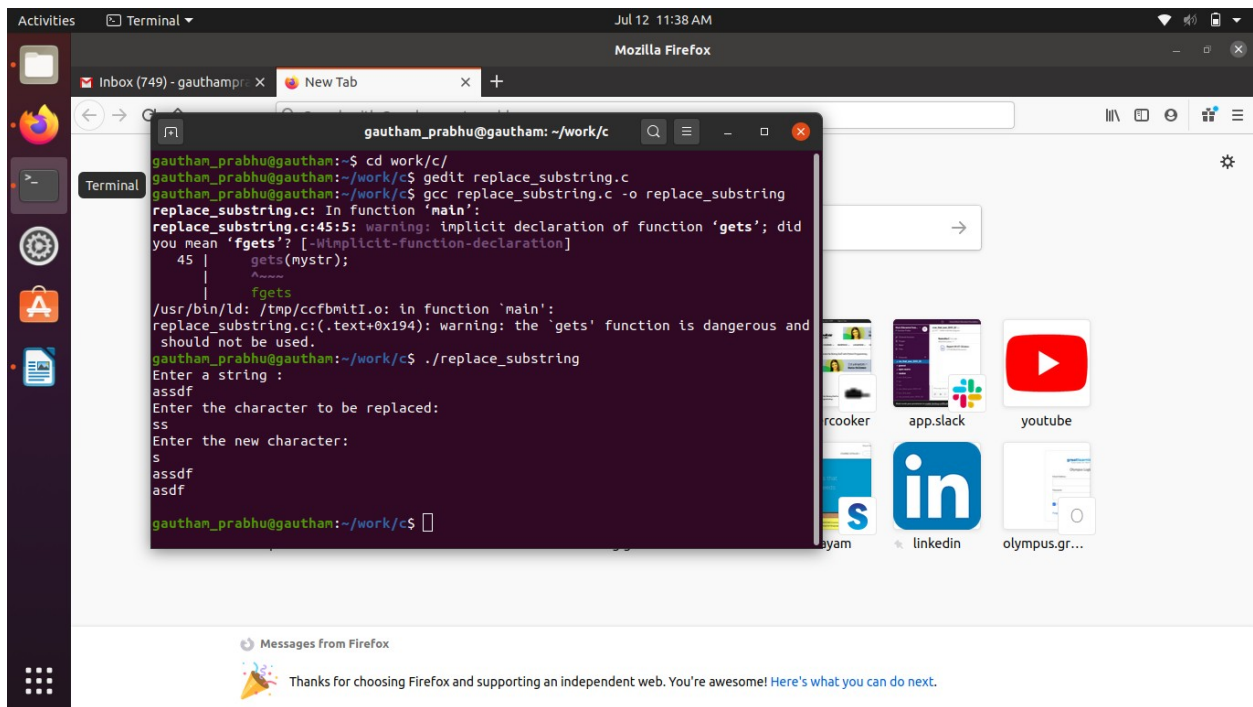 Activities Terminal Jul 12 11:38 AM
Mozilla Firefox
Inbox (749) - gauthampra New Tab
gautham_prabhu@gautham: ~/work/c
Terminal
gautham_prabhu@gautham:~$ cd work/c/
gautham_prabhu@gautham:~/work/c$ gedit replace_substring.c
gautham_prabhu@gautham:~/work/c$ gcc replace_substring.c -o replace_substring
replace_substring.c: In function ‘main’:
replace_substring.c:45:5: warning: implicit declaration of function ‘gets’; did
you mean ‘fgets’? [-Wimplicit-function-declaration]
45 | gets(mystr);
| ^~~~
| fgets
/usr/bin/ld: /tmp/ccfbmitI.o: in function `main':
replace_substring.c:(.text+0x194): warning: the `gets' function is dangerous and
should not be used.
gautham_prabhu@gautham:~/work/c$ ./replace_substring
Enter a string :
assdf
Enter the character to be replaced:
ss
Enter the new character:
s
assdf
asdf
gautham_prabhu@gautham:~/work/c$
rcooker app.slack youtube
S in O
ayam linkedin olympus.gr...
Messages from Firefox
Thanks for choosing Firefox and supporting an independent web. You're awesome! Here's what you can do next.